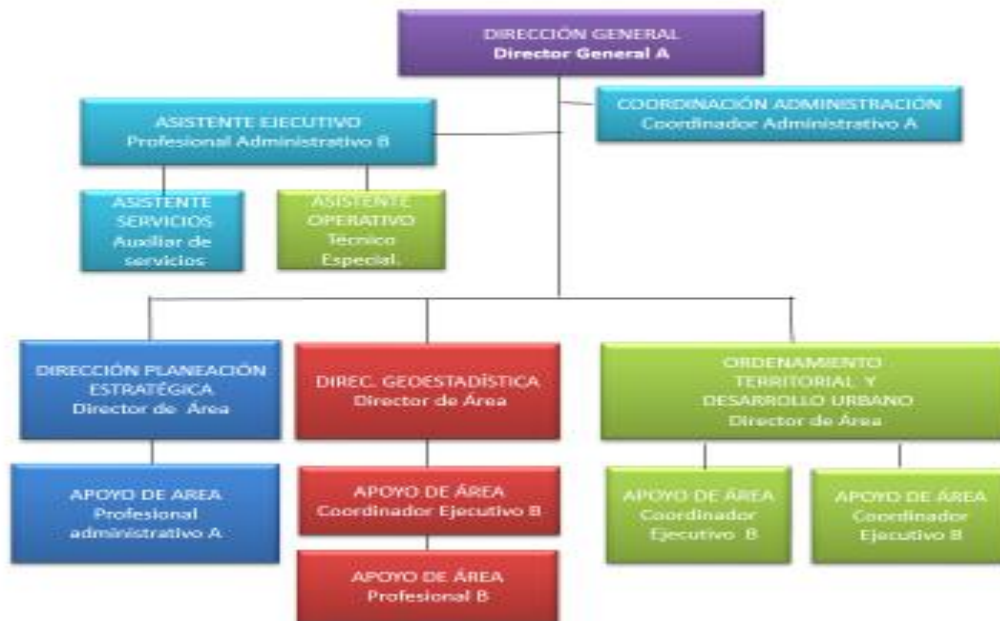 DIRECCIÓN GENERAL
Director General A
COORDINACIÓN ADMINISTRACIÓN
Coordinador Administrativo A
ASISTENTE EJECUTIVO
Profesional Administrativo B
ASISTENTE
SERVICIOS
Auxiliar de
servicios
ASISTENTE
OPERATIVO
Técnico
Especial.
DIRECCIÓN PLANEACIÓN
ESTRATÉGICA
Director de Área
DIREC. GEOESTADÍSTICA
Director de Área
ORDENAMIENTO
TERRITORIAL Y
DESARROLLO URBANO
Director de Área
APOYO DE AREA
Profesional
administrativo A
APOYO DE ÁREA
Coordinador Ejecutivo B
APOYO DE ÁREA
Profesional B
APOYO DE ÁREA
Coordinador
Ejecutivo B
APOYO DE ÁREA
Coordinador
Ejecutivo B